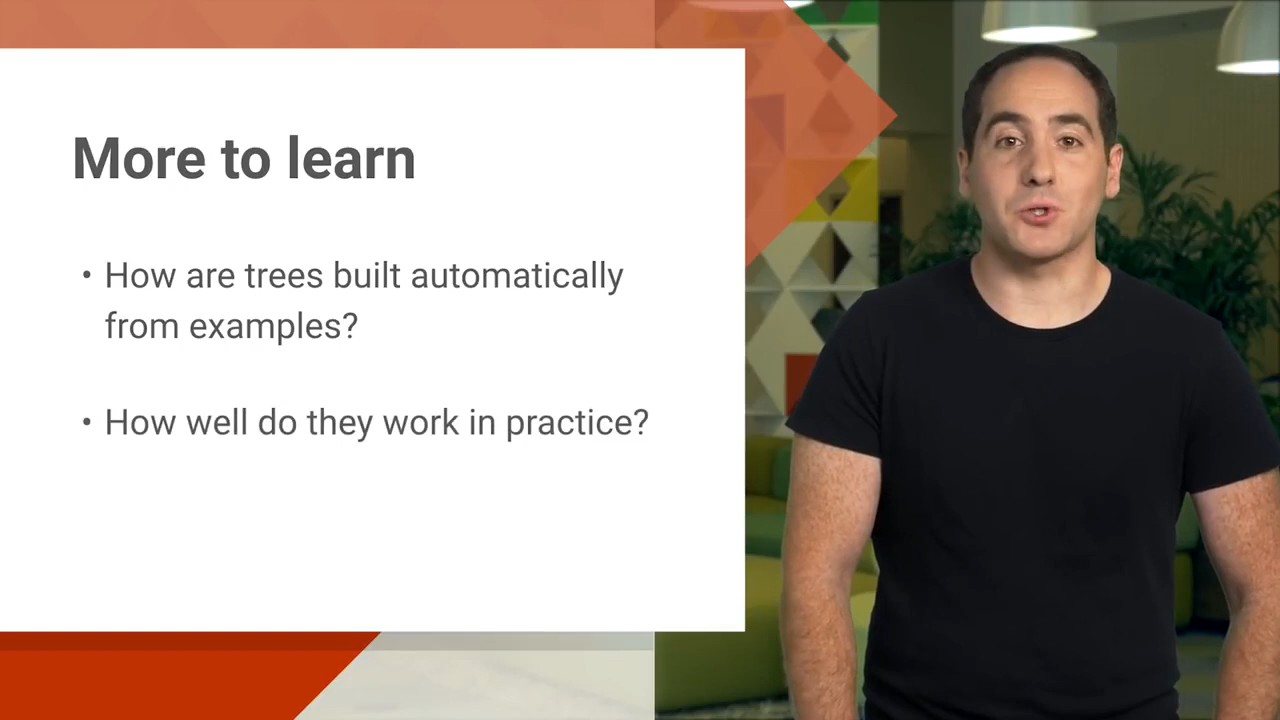 More to learn
• How are trees built automatically
from examples?
• How well do they work in practice?